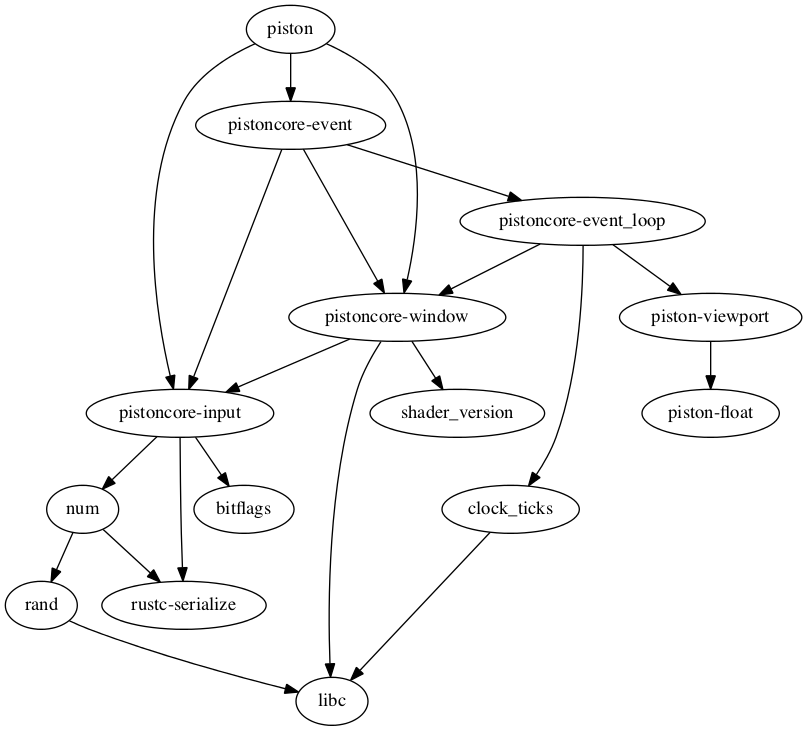 piston
pistoncore-event
pistoncore-event_loop
pistoncore-window
piston-viewport
pistoncore-input
shader_version
piston-float
num
bitflags
clock_ticks
rand
rustc-serialize
libc